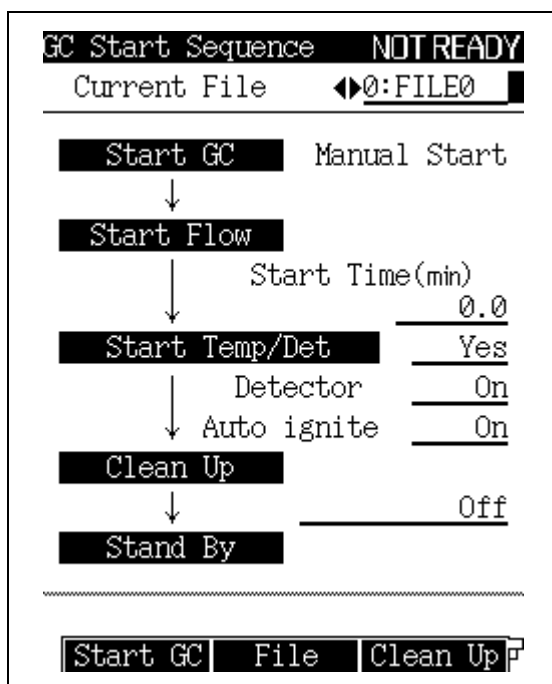 GC Start Sequence NOT READY
Current File 0:FILE0
Start GC Manual Start
Start Flow
Start Time(min)
0.0
Start Temp/Det Yes
Detector On
Auto ignite On
Clean Up
Off
Stand By
Start GC File Clean Up